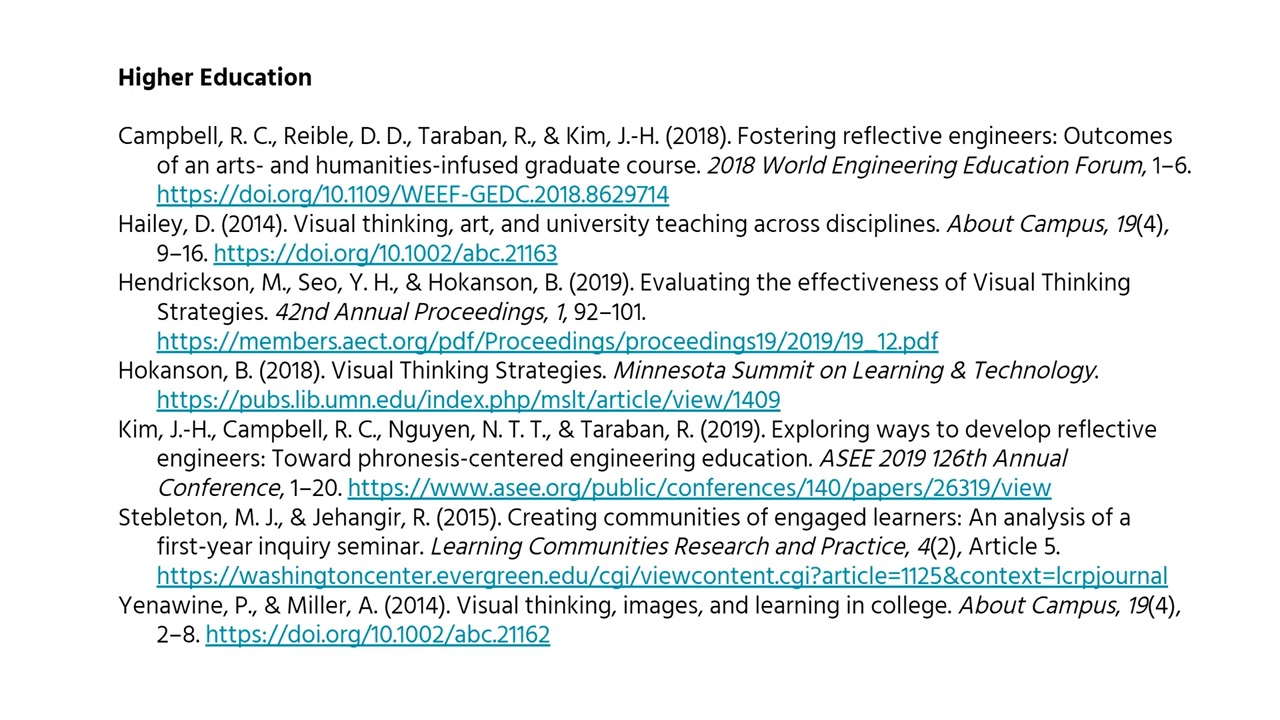 Higher Education
Campbell, R. C., Reible, D. D., Taraban, R., & Kim, J.-H. (2018). Fostering reflective engineers: Outcomes
of an arts- and humanities-infused graduate course. 2018 World Engineering Education Forum, 1–6.
https://doi.org/10.1109/WEEF-GEDC.2018.8629714
Hailey, D. (2014). Visual thinking, art, and university teaching across disciplines. About Campus, 19(4),
9–16. https://doi.org/10.1002/abc.21163
Hendrickson, M., Seo, Y. H., & Hokanson, B. (2019). Evaluating the effectiveness of Visual Thinking
Strategies. 42nd Annual Proceedings, 1, 92–101.
https://members.aect.org/pdf/Proceedings/proceedings19/2019/19_12.pdf
Hokanson, B. (2018). Visual Thinking Strategies. Minnesota Summit on Learning & Technology.
https://pubs.lib.umn.edu/index.php/mslt/article/view/1409
Kim, J.-H., Campbell, R. C., Nguyen, N. T. T., & Taraban, R. (2019). Exploring ways to develop reflective
engineers: Toward phronesis-centered engineering education. ASEE 2019 126th Annual
Conference, 1–20. https://www.asee.org/public/conferences/140/papers/26319/view
Stebleton, M. J., & Jehangir, R. (2015). Creating communities of engaged learners: An analysis of a
first-year inquiry seminar. Learning Communities Research and Practice, 4(2), Article 5.
https://washingtoncenter.evergreen.edu/cgi/viewcontent.cgi?article=1125&context=lcrpjournal
Yenawine, P., & Miller, A. (2014). Visual thinking, images, and learning in college. About Campus, 19(4),
2–8. https://doi.org/10.1002/abc.21162